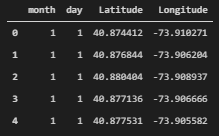 month day Latitude Longitude
0 1 1 40.874412 -73.910271
1 1 1 40.876844 -73.906204
2 1 1 40.880404 -73.908937
3 1 1 40.877136 -73.906666
4 1 1 40.877531 -73.905582